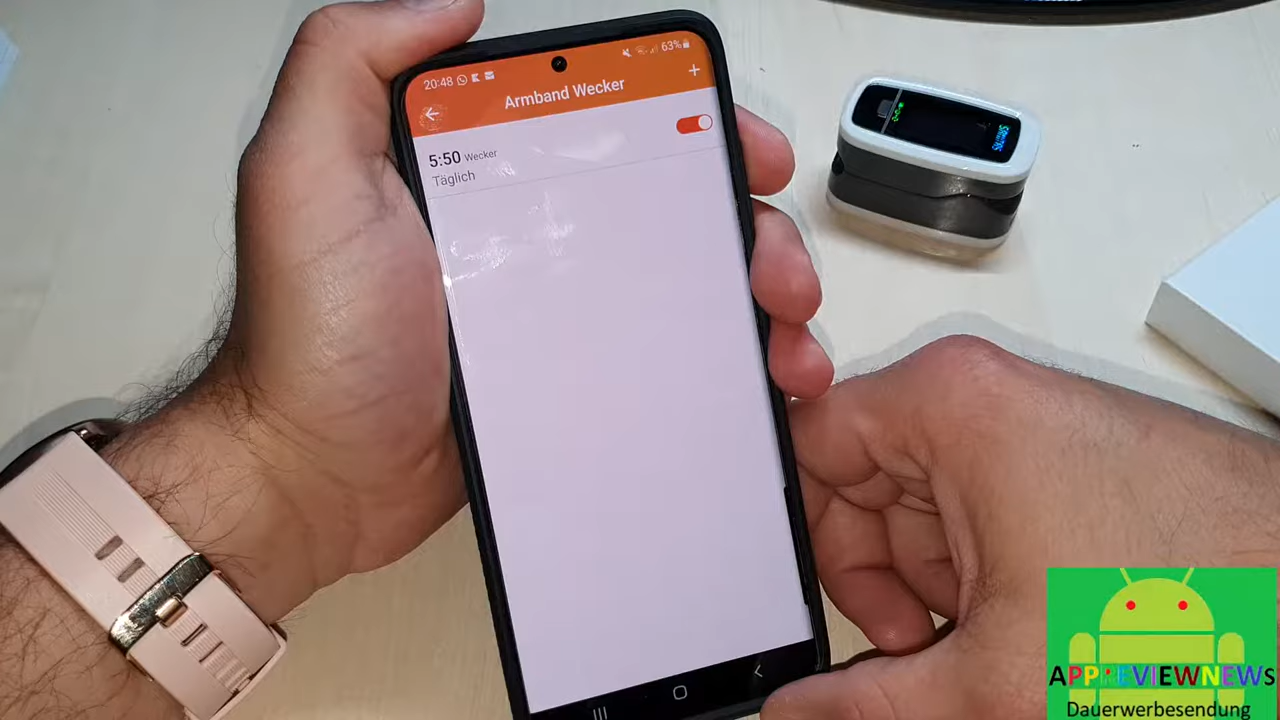 20:48
63%
Armband Wecker
5:50 Wecker
Täglich
APPREVIEWNEWs
Dauerwerbesendung